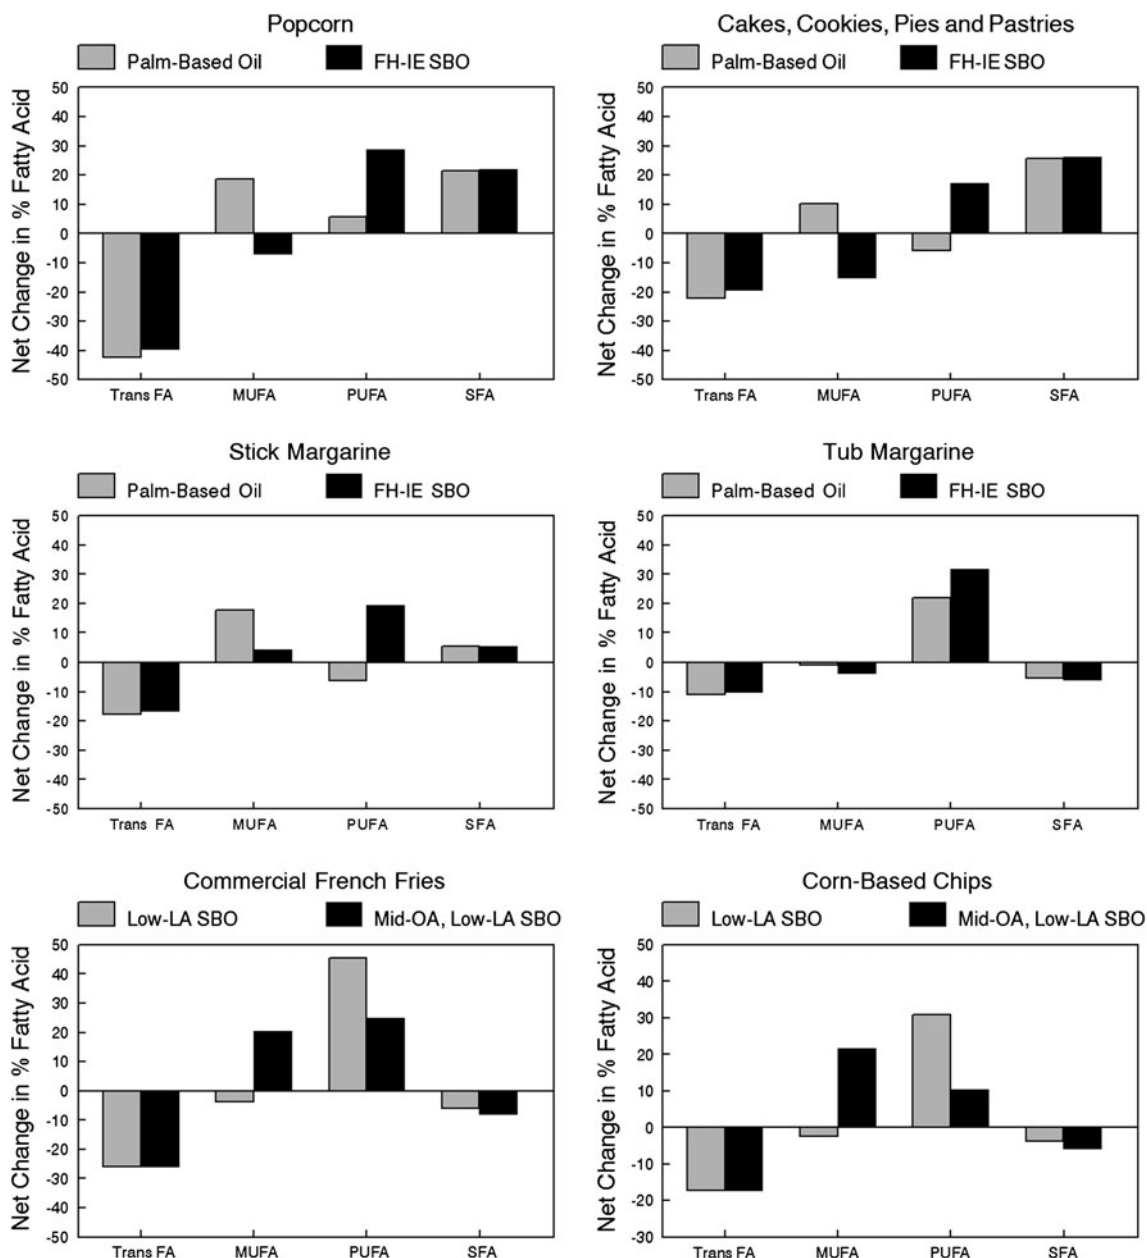 Popcorn
Palm-Based Oil FH-IE SBO
Net Change in % Fatty Acid
50
40
30
20
10
0
-10
-20
-30
-40
-50
Trans FA MUFA PUFA SFA
Cakes, Cookies, Pies and Pastries
Palm-Based Oil FH-IE SBO
Net Change in % Fatty Acid
50
40
30
20
10
0
-10
-20
-30
-40
-50
Trans FA MUFA PUFA SFA
Stick Margarine
Palm-Based Oil FH-IE SBO
Net Change in % Fatty Acid
50
40
30
20
10
0
-10
-20
-30
-40
-50
Trans FA MUFA PUFA SFA
Tub Margarine
Palm-Based Oil FH-IE SBO
Net Change in % Fatty Acid
50
40
30
20
10
0
-10
-20
-30
-40
-50
Trans FA MUFA PUFA SFA
Commercial French Fries
Low-LA SBO Mid-OA, Low-LA SBO
Net Change in % Fatty Acid
50
40
30
20
10
0
-10
-20
-30
-40
-50
Trans FA MUFA PUFA SFA
Corn-Based Chips
Low-LA SBO Mid-OA, Low-LA SBO
Net Change in % Fatty Acid
50
40
30
20
10
0
-10
-20
-30
Trans FA MUFA PUFA SFA